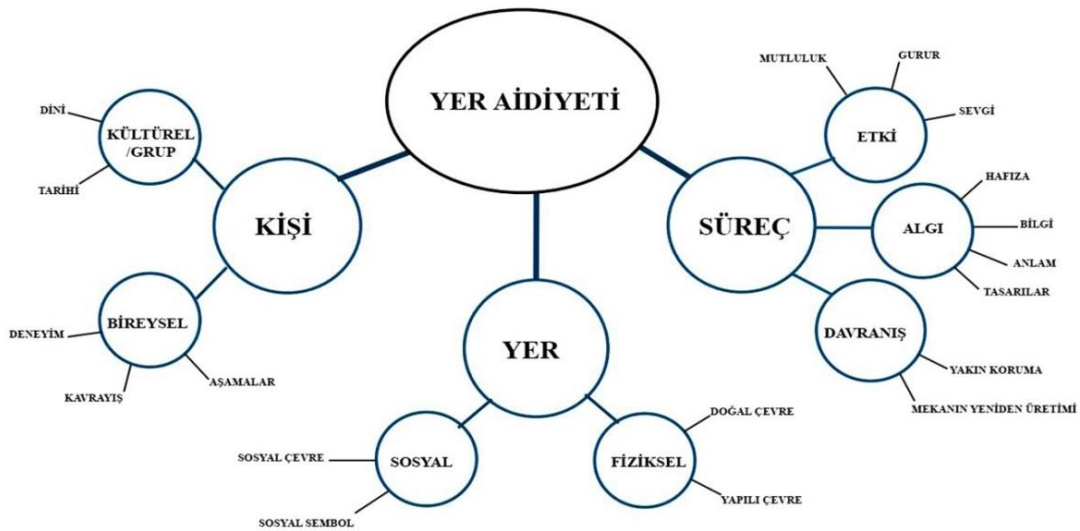 YER AİDİYETİ
KİŞİ
KÜLTÜREL
/GRUP
DİNİ
TARİHİ
BİREYSEL
DENEYİM
KAVRAYIŞ
AŞAMALAR
YER
SOSYAL
SOSYAL ÇEVRE
SOSYAL SEMBOL
FİZİKSEL
DOĞAL ÇEVRE
YAPILI ÇEVRE
SÜREÇ
ETKİ
MUTLULUK
GURUR
SEVGİ
ALGI
HAFIZA
BİLGİ
ANLAM
TASARILAR
DAVRANIŞ
YAKIN KORUMA
MEKANIN YENİDEN ÜRETİMİ